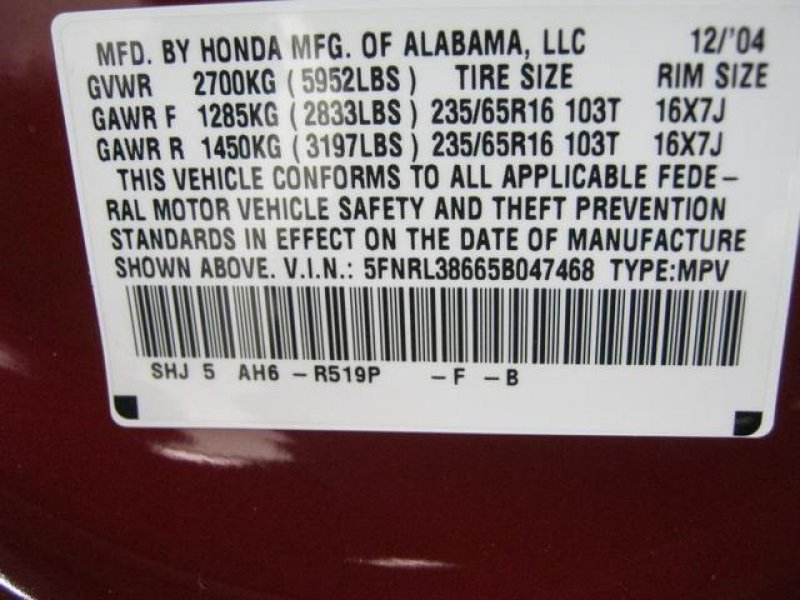 MFD. BY HONDA MFG. OF ALABAMA, LLC 12/'04
GVWR 2700KG (5952LBS) TIRE SIZE RIM SIZE
GAWR F 1285KG (2833LBS) 235/65R16 103T 16X7J
GAWR R 1450KG (3197LBS) 235/65R16 103T 16X7J
THIS VEHICLE CONFORMS TO ALL APPLICABLE FEDE-
RAL MOTOR VEHICLE SAFETY AND THEFT PREVENTION
STANDARDS IN EFFECT ON THE DATE OF MANUFACTURE
SHOWN ABOVE. V.I.N.: 5FNRL38665B047468 TYPE:MPV
SHJ 5 AH6 -R519P -F -B